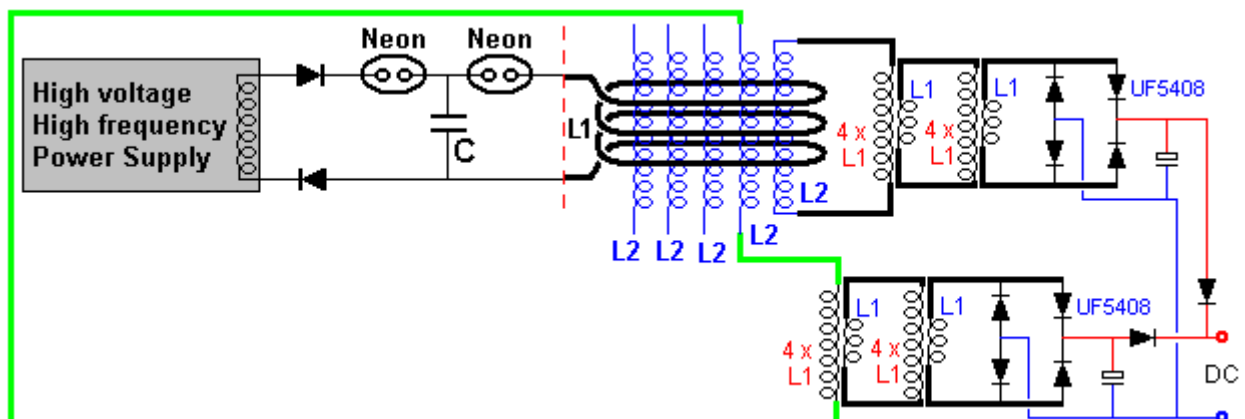 Neon
Neon
High voltage
High frequency
Power Supply
C
L1
L2
L2
L2
L2
L2
4 x
L1
L1
4 x
L1
L1
UF5408
4 x
L1
L1
4 x
L1
L1
UF5408
DC